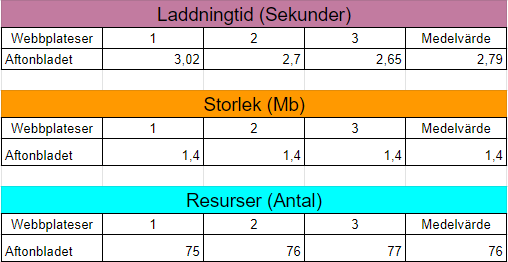 Laddningtid (Sekunder)
Webbplateser 1 2 3 Medelvärde
Aftonbladet 3,02 2,7 2,65 2,79
Storlek (Mb)
Webbplateser 1 2 3 Medelvärde
Aftonbladet 1,4 1,4 1,4 1,4
Resurser (Antal)
Webbplateser 1 2 3 Medelvärde
Aftonbladet 75 76 77 76